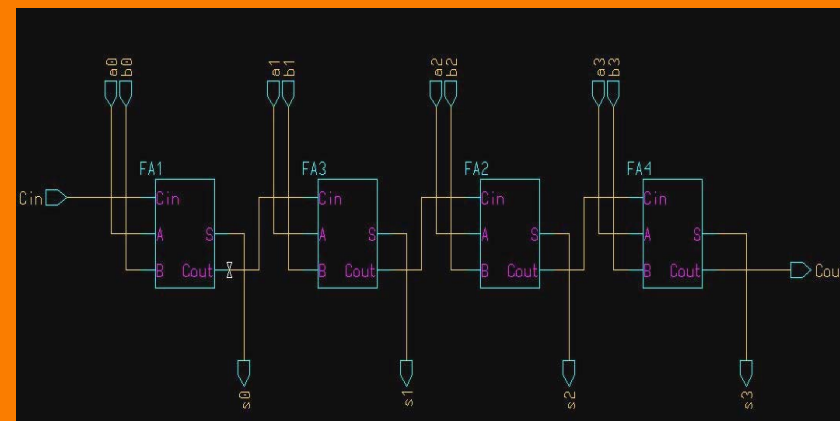 a0 b0 a1 b1 a2 b2 a3 b3
FA1 FA3 FA2 FA4
Cin Cin Cin Cin Cin
A S A S A S A S
B Cout B Cout B Cout B Cout Cou
s0 s1 s2 s3